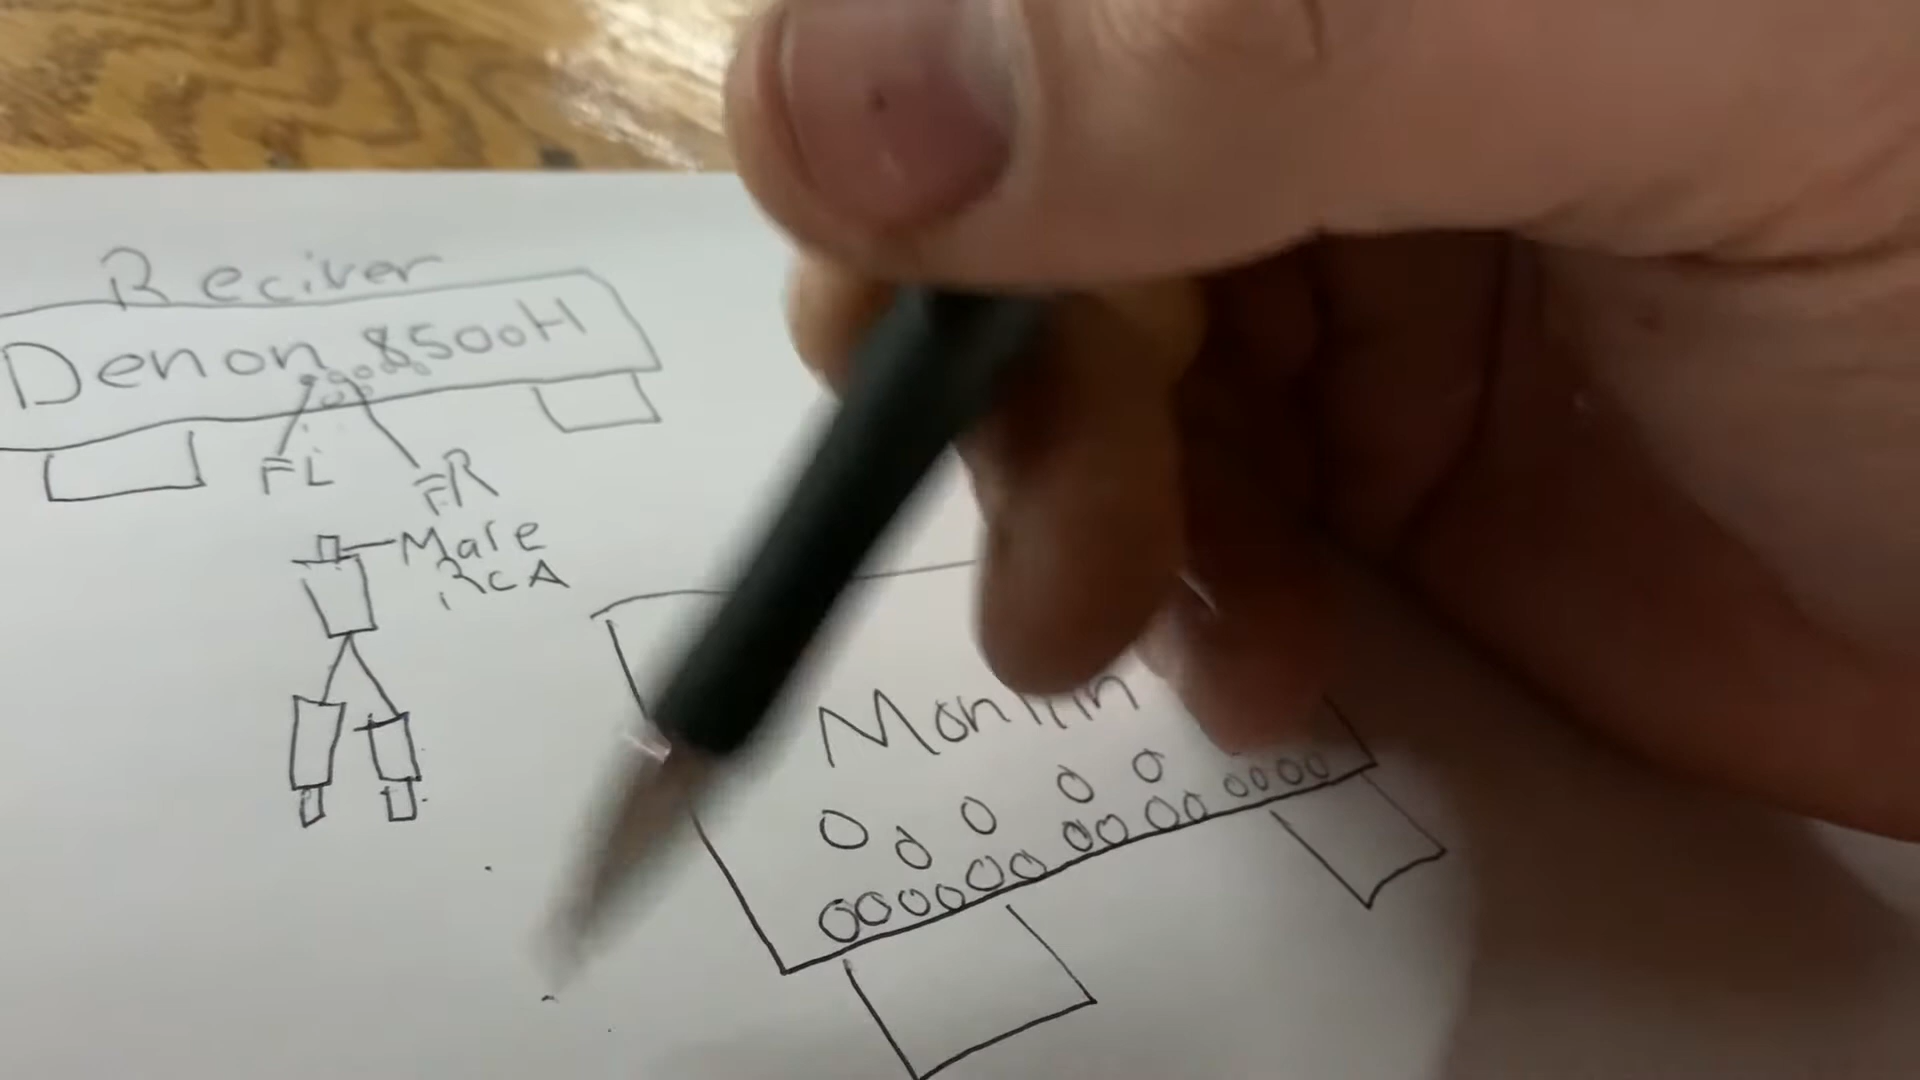 Reciver
Denon 8500H
FL
FR
Male
RCA